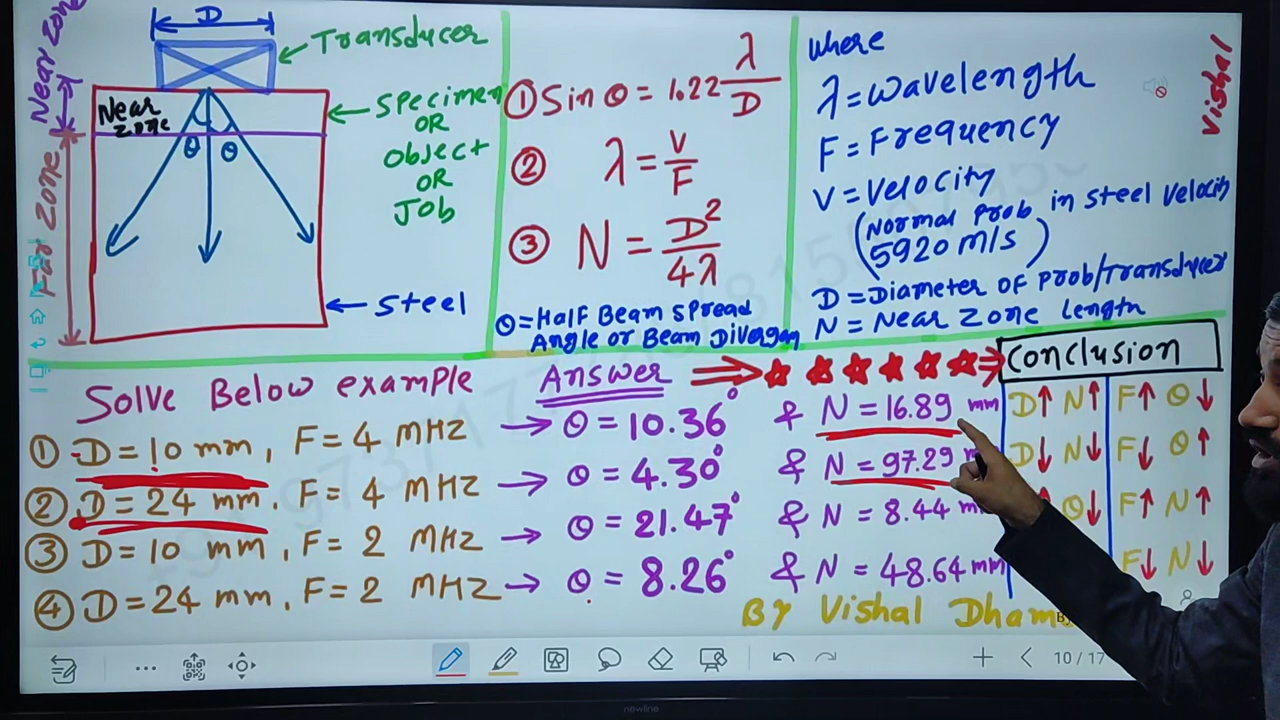 D
Transducer
Near Zone
Near
Zone
θ θ
Far Zone
Specimen
OR
Object
OR
Job
Steel
① Sin θ = 1.22 λ/D
② λ = V/F
③ N = D²/4λ
θ = Half Beam Spread
Angle or Beam Divergan
Where
λ = Wavelength
F = Frequency
V = Velocity
(Normal Prob in steel velocity
5920 m/s)
D = Diameter of Prob/Transducer
N = Near Zone length
Vishal
Solve Below example
Answer
Conclusion
① D = 10 mm, F = 4 MHZ → θ = 10.36° & N = 16.89 mm
② D = 24 mm, F = 4 MHZ → θ = 4.30° & N = 97.29 m
③ D = 10 mm, F = 2 MHZ → θ = 21.47° & N = 8.44 m
④ D = 24 mm, F = 2 MHZ → θ = 8.26° & N = 48.64 mm
D↑ N↑ F↑ θ↓
D↓ N↓ F↓ θ↑
↑ θ↓ F↑ N↑
F↓ N↓
By Vishal Dham
10 / 17
newline